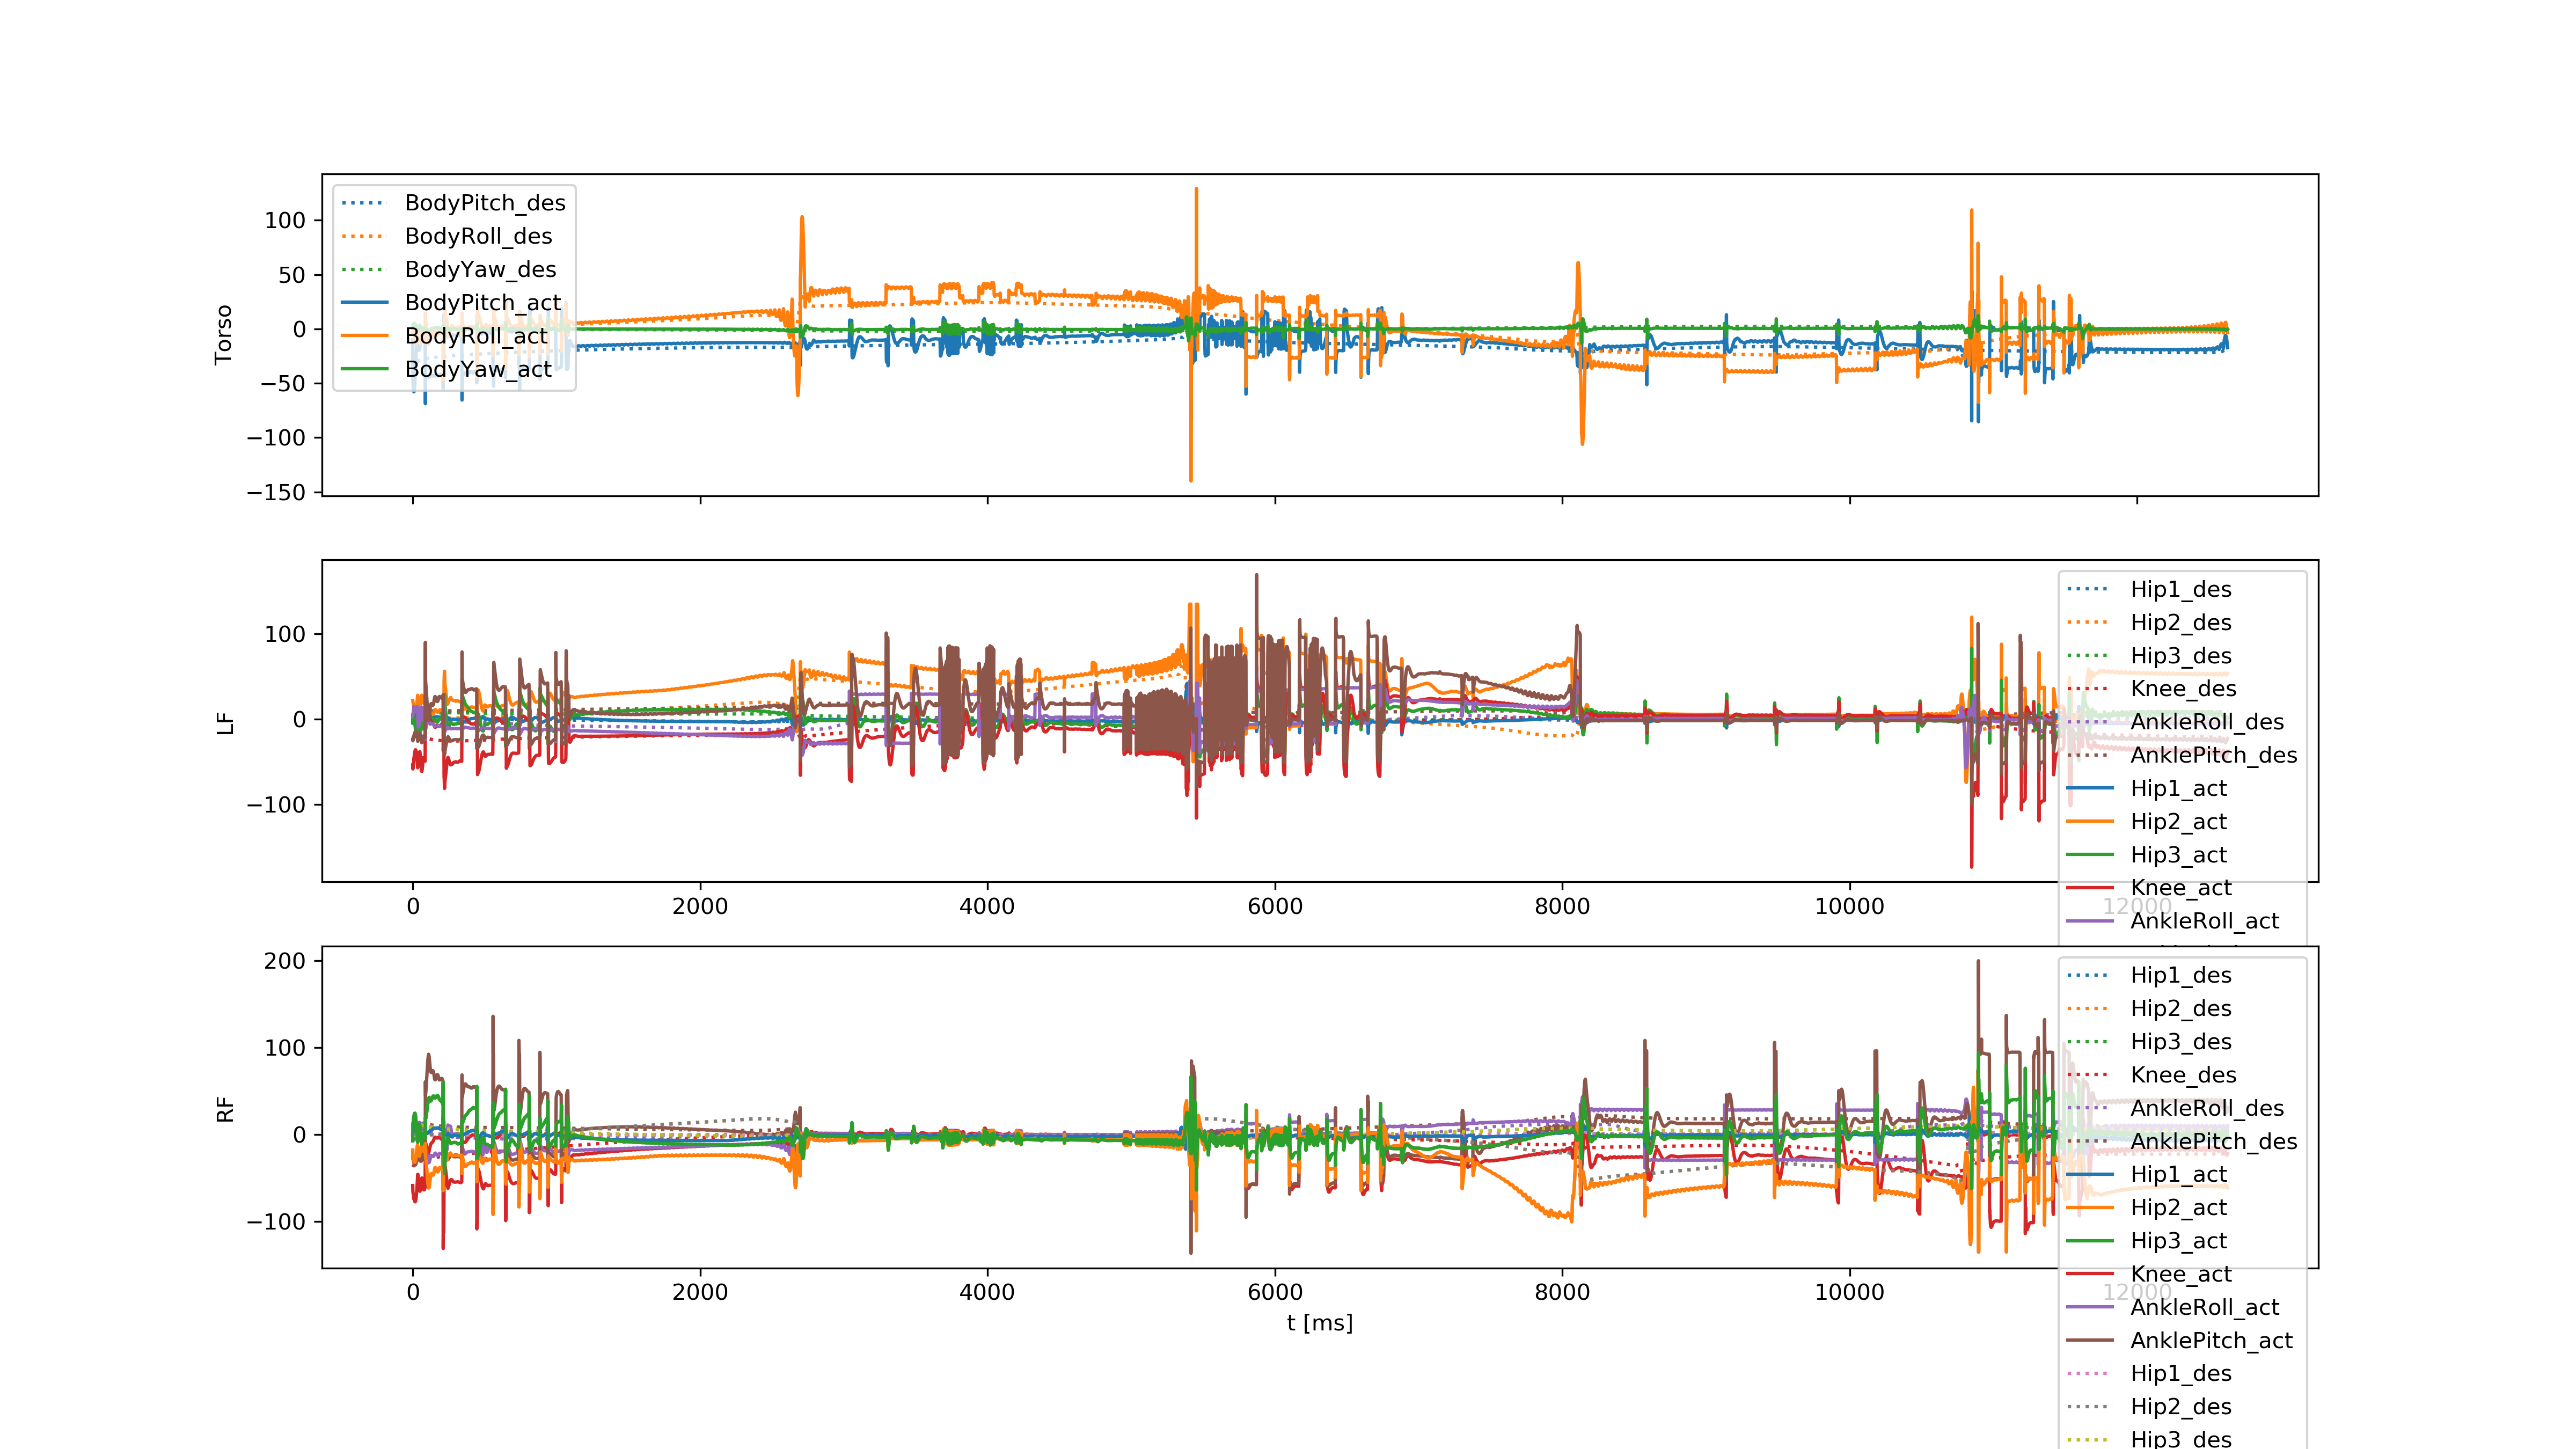 Torso
100
50
0
−50
−100
−150
BodyPitch_des
BodyRoll_des
BodyYaw_des
BodyPitch_act
BodyRoll_act
BodyYaw_act
LF
100
0
−100
0
2000
4000
6000
8000
10000
12000
Hip1_des
Hip2_des
Hip3_des
Knee_des
AnkleRoll_des
AnklePitch_des
Hip1_act
Hip2_act
Hip3_act
Knee_act
AnkleRoll_act
RF
200
100
0
−100
0
2000
4000
6000
8000
10000
12000
t [ms]
Hip1_des
Hip2_des
Hip3_des
Knee_des
AnkleRoll_des
AnklePitch_des
Hip1_act
Hip2_act
Hip3_act
Knee_act
AnkleRoll_act
AnklePitch_act
Hip1_des
Hip2_des
Hip3_des